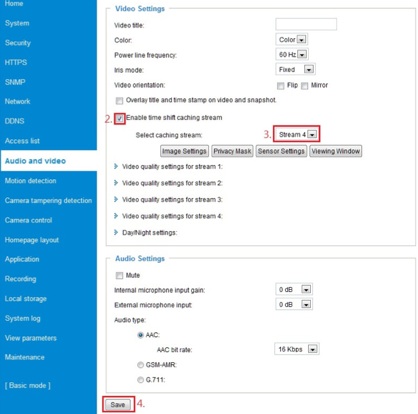 Home
System
Security
HTTPS
SNMP
Network
DDNS
Access list
Audio and video
Motion detection
Camera tampering detection
Camera control
Homepage layout
Application
Recording
Local storage
System log
View parameters
Maintenance
[ Basic mode ]
Video Settings
Video title:
Color: Color
Power line frequency: 60 Hz
Iris mode: Fixed
Video orientation: Flip Mirror
Overlay title and time stamp on video and snapshot.
2. Enable time shift caching stream
Select caching stream: 3. Stream 4
Image Settings Privacy Mask Sensor Settings Viewing Window
Video quality settings for stream 1:
Video quality settings for stream 2:
Video quality settings for stream 3:
Video quality settings for stream 4:
Day/Night settings:
Audio Settings
Mute
Internal microphone input gain: 0 dB
External microphone input: 0 dB
Audio type:
AAC:
AAC bit rate: 16 Kbps
GSM-AMR:
G.711:
Save 4.